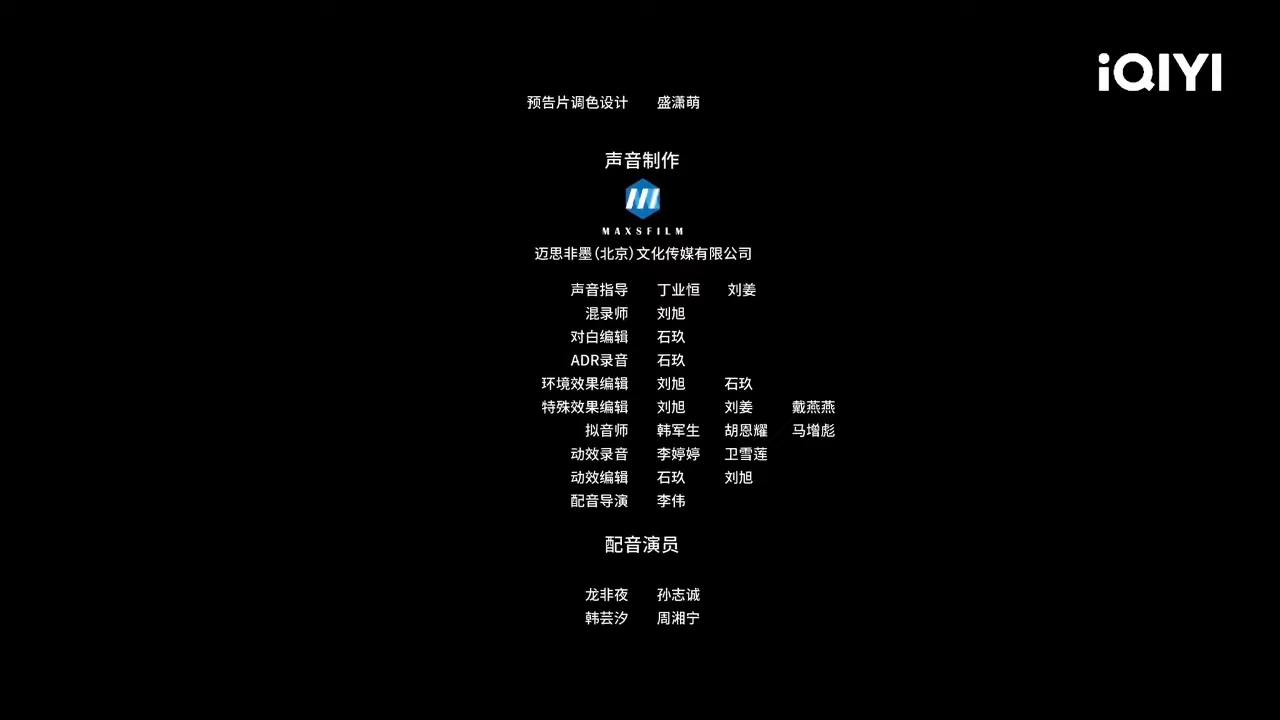 iQIYI
预告片调色设计 盛潇萌
声音制作
MAXSFILM
迈思非墨(北京)文化传媒有限公司
声音指导 丁业恒 刘姜
混录师 刘旭
对白编辑 石玖
ADR录音 石玖
环境效果编辑 刘旭 石玖
特殊效果编辑 刘旭 刘姜 戴燕燕
拟音师 韩军生 胡恩耀 马增彪
动效录音 李婷婷 卫雪莲
动效编辑 石玖 刘旭
配音导演 李伟
配音演员
龙非夜 孙志诚
韩芸汐 周湘宁